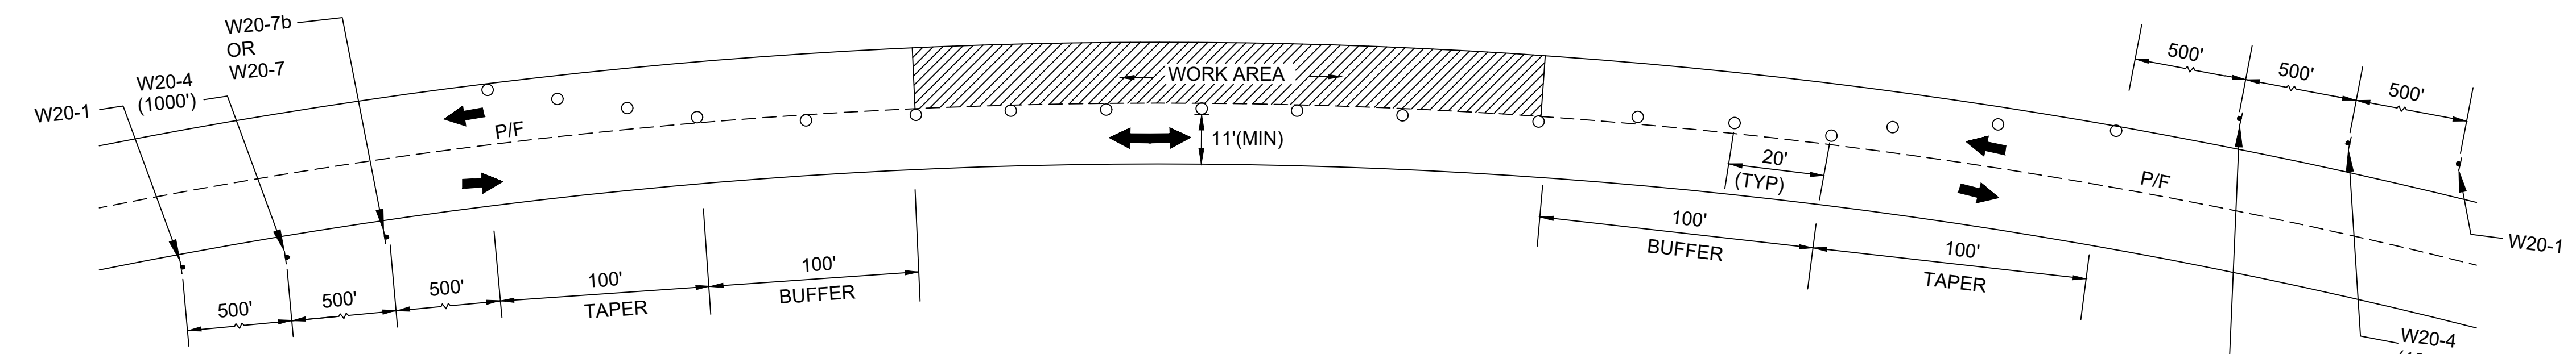 W20-7b
OR
W20-7
W20-4
(1000')
W20-1
P/F
WORK AREA
11'(MIN)
20'
(TYP)
P/F
500'
500'
500'
W20-1
W20-4
500'
500'
500'
100'
TAPER
100'
BUFFER
100'
BUFFER
100'
TAPER